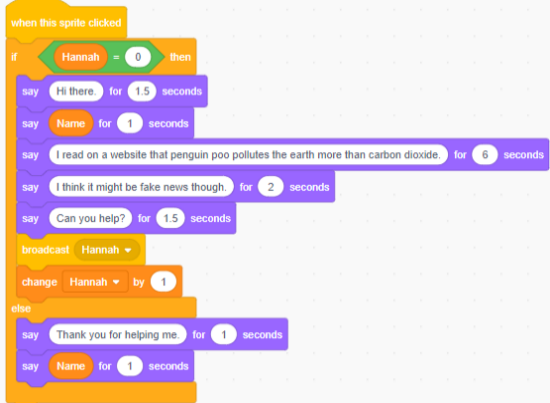 when this sprite clicked
if Hannah = 0 then
say Hi there. for 1.5 seconds
say Name for 1 seconds
say I read on a website that penguin poo pollutes the earth more than carbon dioxide. for 6 seconds
say I think it might be fake news though. for 2 seconds
say Can you help? for 1.5 seconds
broadcast Hannah
change Hannah by 1
else
say Thank you for helping me. for 1 seconds
say Name for 1 seconds